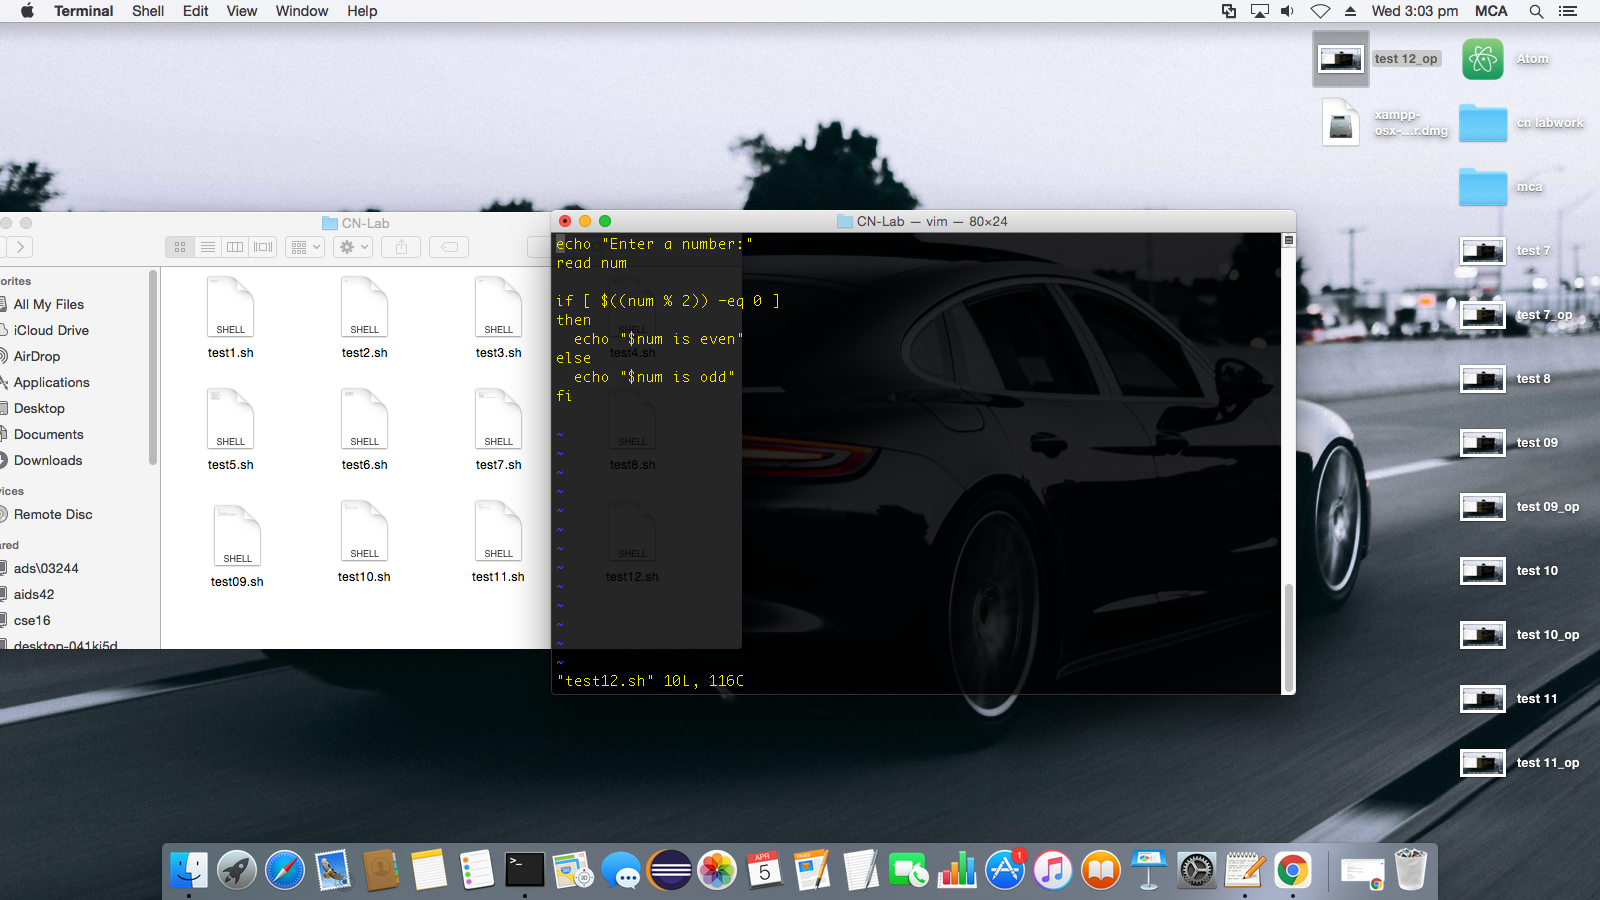 Terminal Shell Edit View Window Help
Wed 3:03 pm MCA
test 12_op
Atom
xampp-
osx-...r.dmg
cn labwork
mca
test 7
test 7_op
test 8
test 09
test 09_op
test 10
test 10_op
test 11
test 11_op
CN-Lab
orites
All My Files
iCloud Drive
AirDrop
Applications
Desktop
Documents
Downloads
vices
Remote Disc
ared
ads\03244
aids42
cse16
desktop-041ki5d
SHELL SHELL SHELL
test1.sh test2.sh test3.sh test4.sh
SHELL SHELL SHELL SHELL
test5.sh test6.sh test7.sh test8.sh
SHELL SHELL SHELL SHELL
test09.sh test10.sh test11.sh test12.sh
CN-Lab — vim — 80×24
echo "Enter a number:"
read num
if [ $((num % 2)) -eq 0 ]
then
echo "$num is even"
else
echo "$num is odd"
fi
~
~
~
~
~
~
~
~
~
~
~
~
~
"test12.sh" 10L, 116C
>_
APR
5
PAGES
30
1